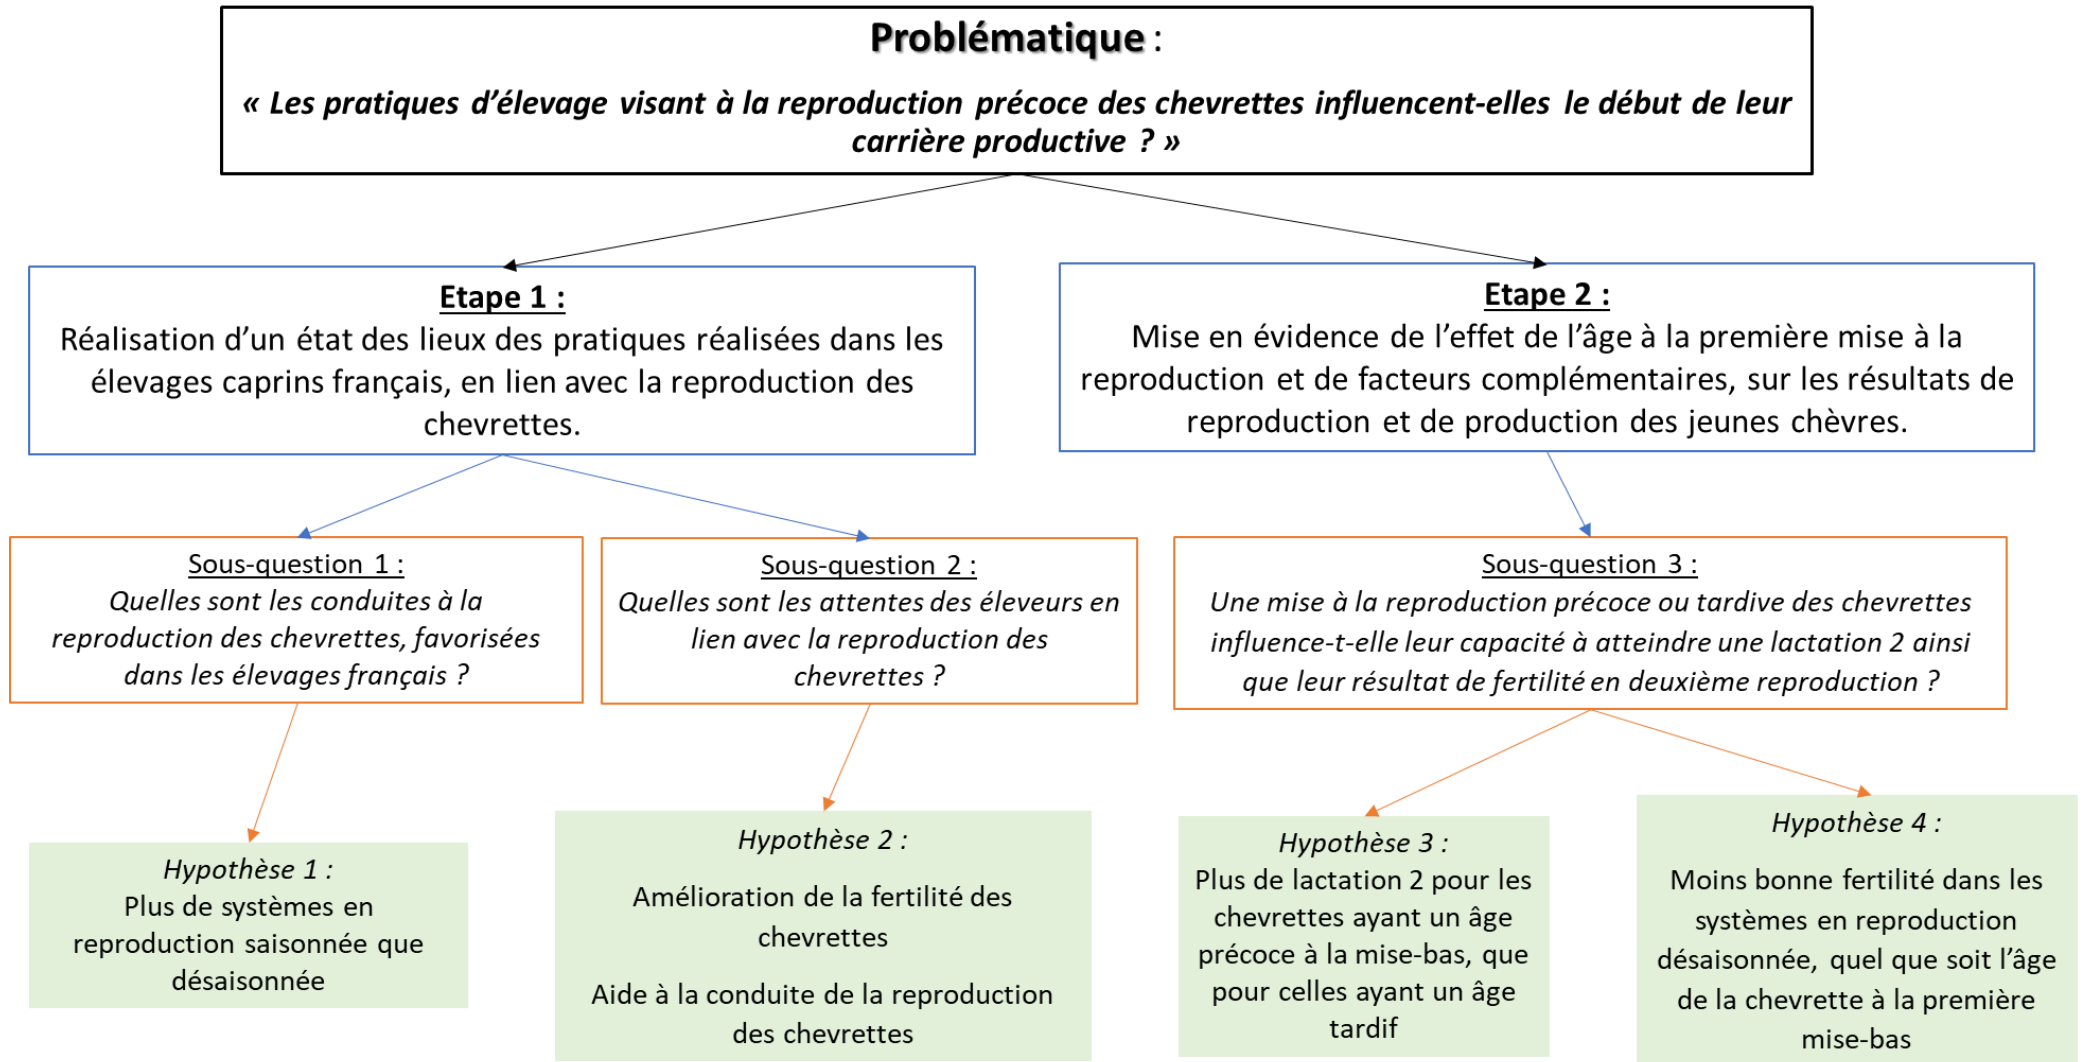 Problématique :
« Les pratiques d’élevage visant à la reproduction précoce des chevrettes influencent-elles le début de leur
carrière productive ? »
Etape 1 :
Réalisation d’un état des lieux des pratiques réalisées dans les
élevages caprins français, en lien avec la reproduction des
chevrettes.
Etape 2 :
Mise en évidence de l’effet de l’âge à la première mise à la
reproduction et de facteurs complémentaires, sur les résultats de
reproduction et de production des jeunes chèvres.
Sous-question 1 :
Quelles sont les conduites à la
reproduction des chevrettes, favorisées
dans les élevages français ?
Sous-question 2 :
Quelles sont les attentes des éleveurs en
lien avec la reproduction des
chevrettes ?
Sous-question 3 :
Une mise à la reproduction précoce ou tardive des chevrettes
influence-t-elle leur capacité à atteindre une lactation 2 ainsi
que leur résultat de fertilité en deuxième reproduction ?
Hypothèse 1 :
Plus de systèmes en
reproduction saisonnée que
désaisonnée
Hypothèse 2 :
Amélioration de la fertilité des
chevrettes
Aide à la conduite de la reproduction
des chevrettes
Hypothèse 3 :
Plus de lactation 2 pour les
chevrettes ayant un âge
précoce à la mise-bas, que
pour celles ayant un âge
tardif
Hypothèse 4 :
Moins bonne fertilité dans les
systèmes en reproduction
désaisonnée, quel que soit l’âge
de la chevrette à la première
mise-bas